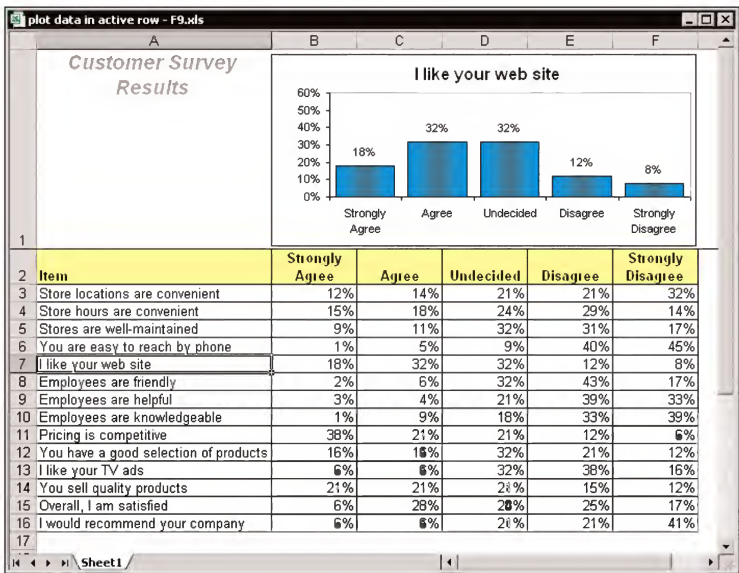 plot data in active row - F9.xls
A B C D E F
Customer Survey
Results
I like your web site
60%
50%
40%
30%
20%
10%
0%
18% 32% 32% 12% 8%
Strongly Agree Undecided Disagree Strongly
Agree Disagree
1
Strongly Strongly
2 Item Agree Agree Undecided Disagree Disagree
3 Store locations are convenient 12% 14% 21% 21% 32%
4 Store hours are convenient 15% 18% 24% 29% 14%
5 Stores are well-maintained 9% 11% 32% 31% 17%
6 You are easy to reach by phone 1% 5% 9% 40% 45%
7 I like your web site 18% 32% 32% 12% 8%
8 Employees are friendly 2% 6% 32% 43% 17%
9 Employees are helpful 3% 4% 21% 39% 33%
10 Employees are knowledgeable 1% 9% 18% 33% 39%
11 Pricing is competitive 38% 21% 21% 12% 6%
12 You have a good selection of products 16% 32% 21% 12%
13 I like your TV ads 6% 6% 32% 38% 16%
14 You sell quality products 21% 21% 15% 12%
15 Overall, I am satisfied 6% 28% 25% 17%
16 I would recommend your company 6% 6% 21% 41%
17
Sheet1